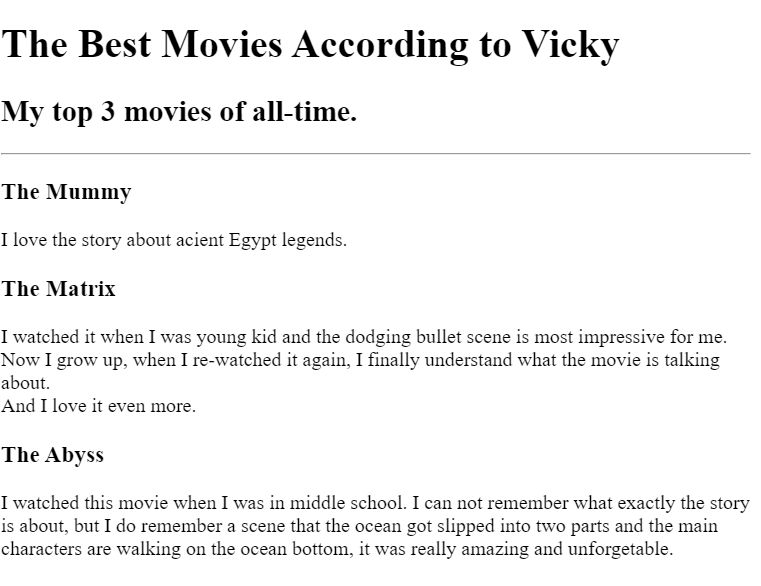 The Best Movies According to Vicky
My top 3 movies of all-time.
The Mummy
I love the story about acient Egypt legends.
The Matrix
I watched it when I was young kid and the dodging bullet scene is most impressive for me.
Now I grow up, when I re-watched it again, I finally understand what the movie is talking
about.
And I love it even more.
The Abyss
I watched this movie when I was in middle school. I can not remember what exactly the story
is about, but I do remember a scene that the ocean got slipped into two parts and the main
characters are walking on the ocean bottom, it was really amazing and unforgetable.